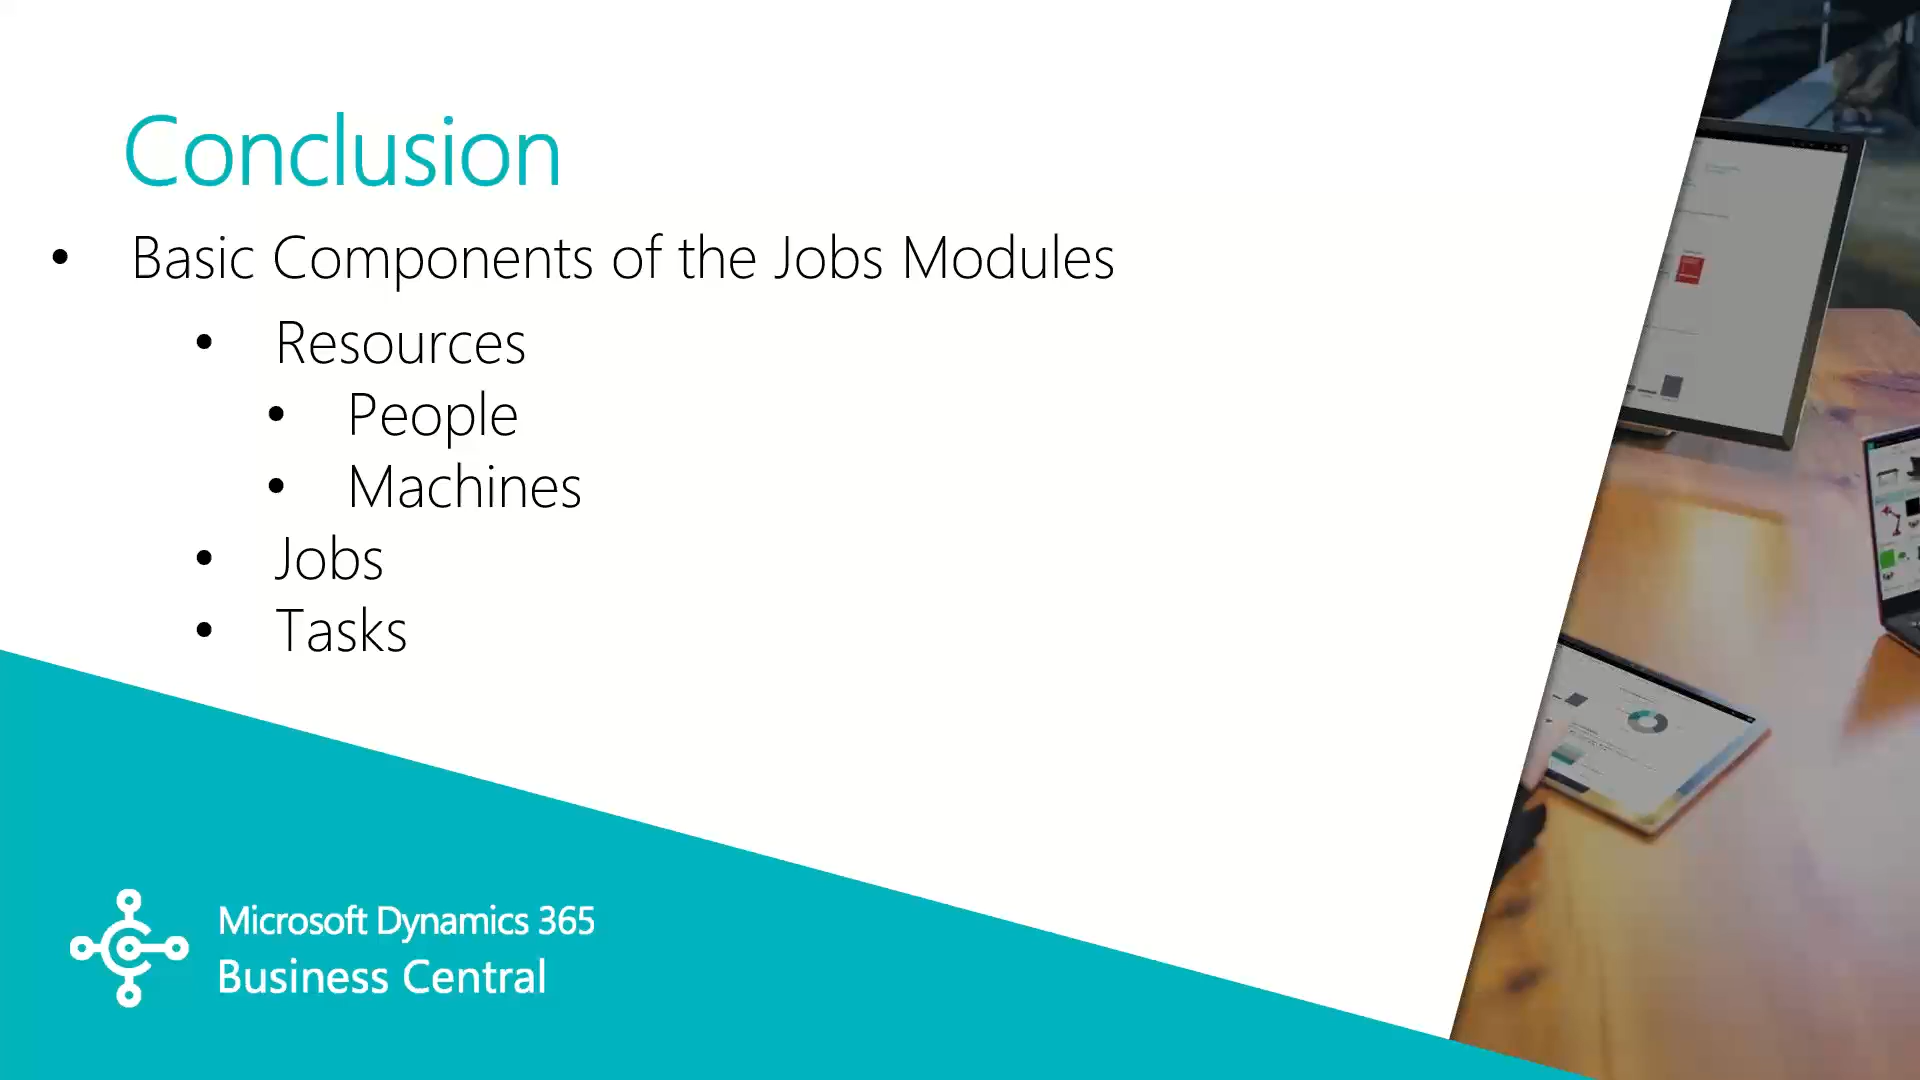 Conclusion
• Basic Components of the Jobs Modules
• Resources
• People
• Machines
• Jobs
• Tasks
Microsoft Dynamics 365
Business Central